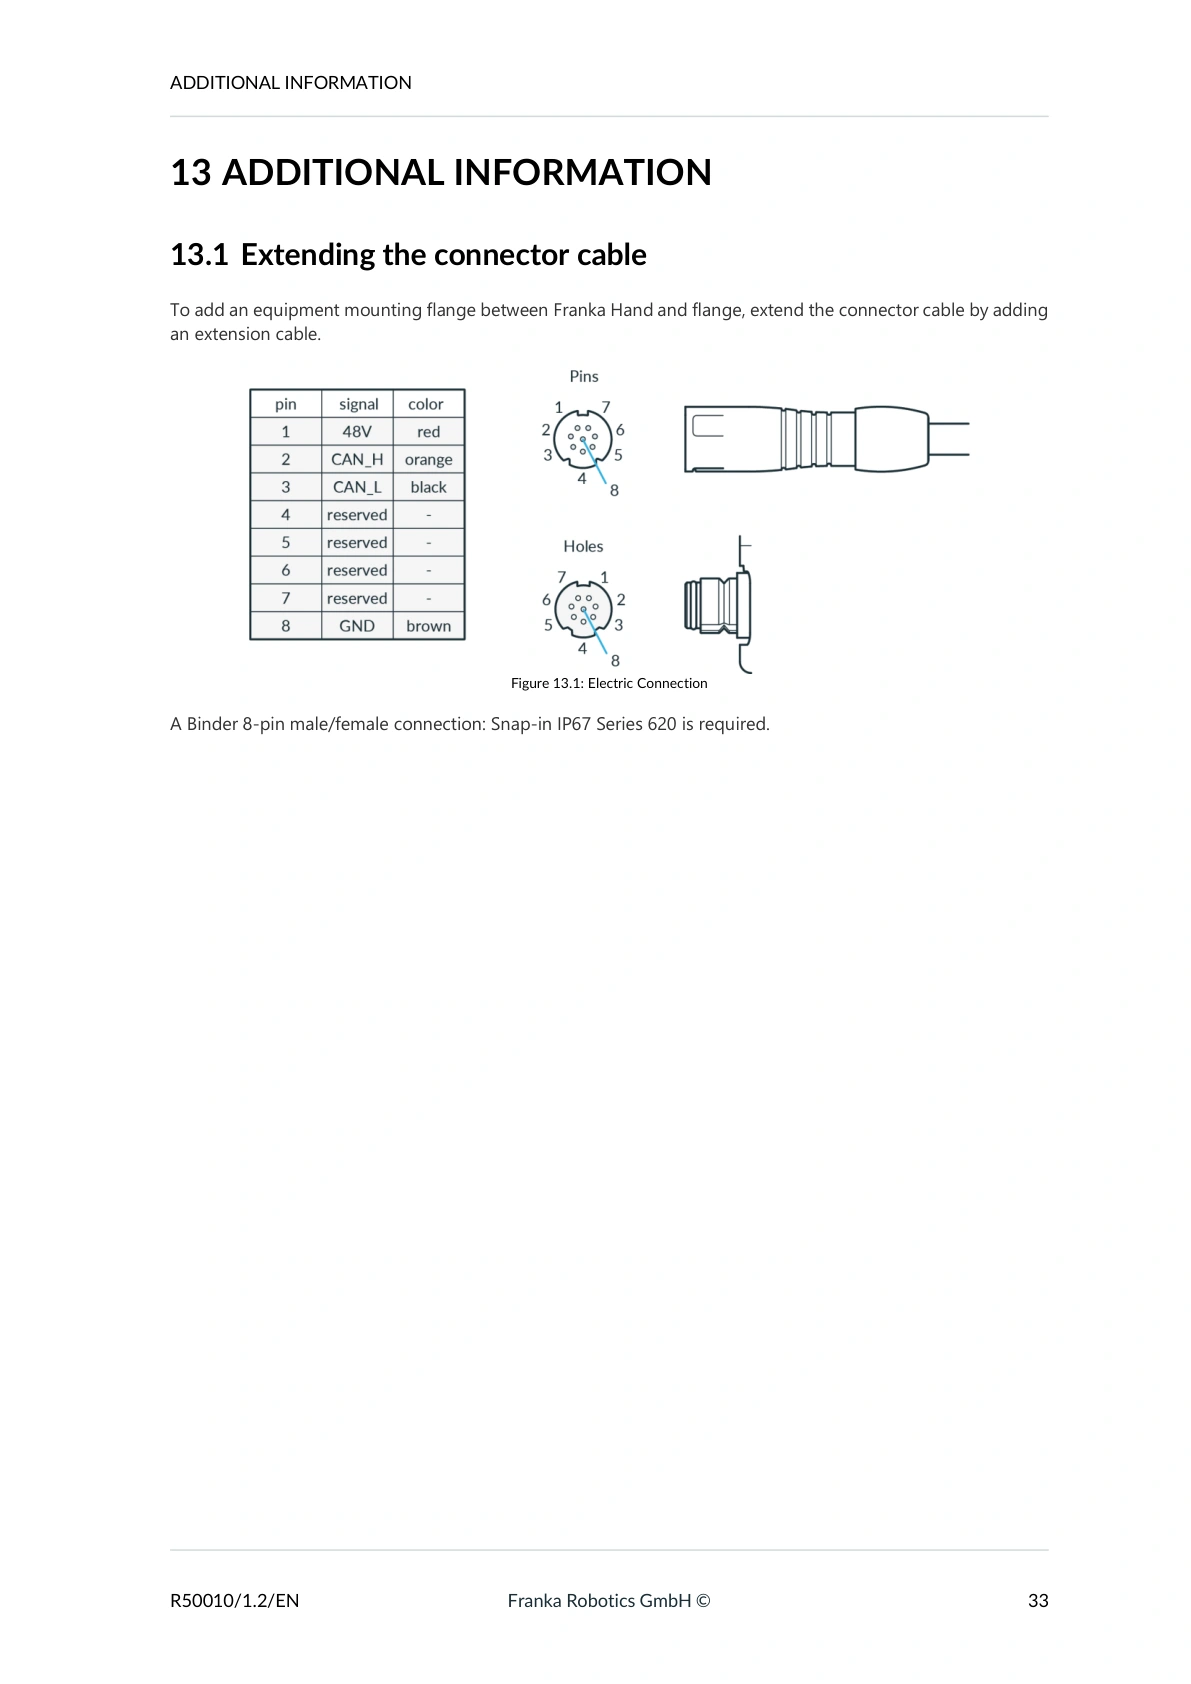 ADDITIONAL INFORMATION
13 ADDITIONAL INFORMATION
13.1 Extending the connector cable
To add an equipment mounting flange between Franka Hand and flange, extend the connector cable by adding
an extension cable.
pin signal color
1 48V red
2 CAN_H orange
3 CAN_L black
4 reserved -
5 reserved -
6 reserved -
7 reserved -
8 GND brown
Pins
1 7
2 6
3 5
4
8
Holes
7 1
6 2
5 3
4
8
Figure 13.1: Electric Connection
A Binder 8-pin male/female connection: Snap-in IP67 Series 620 is required.
R50010/1.2/EN Franka Robotics GmbH © 33